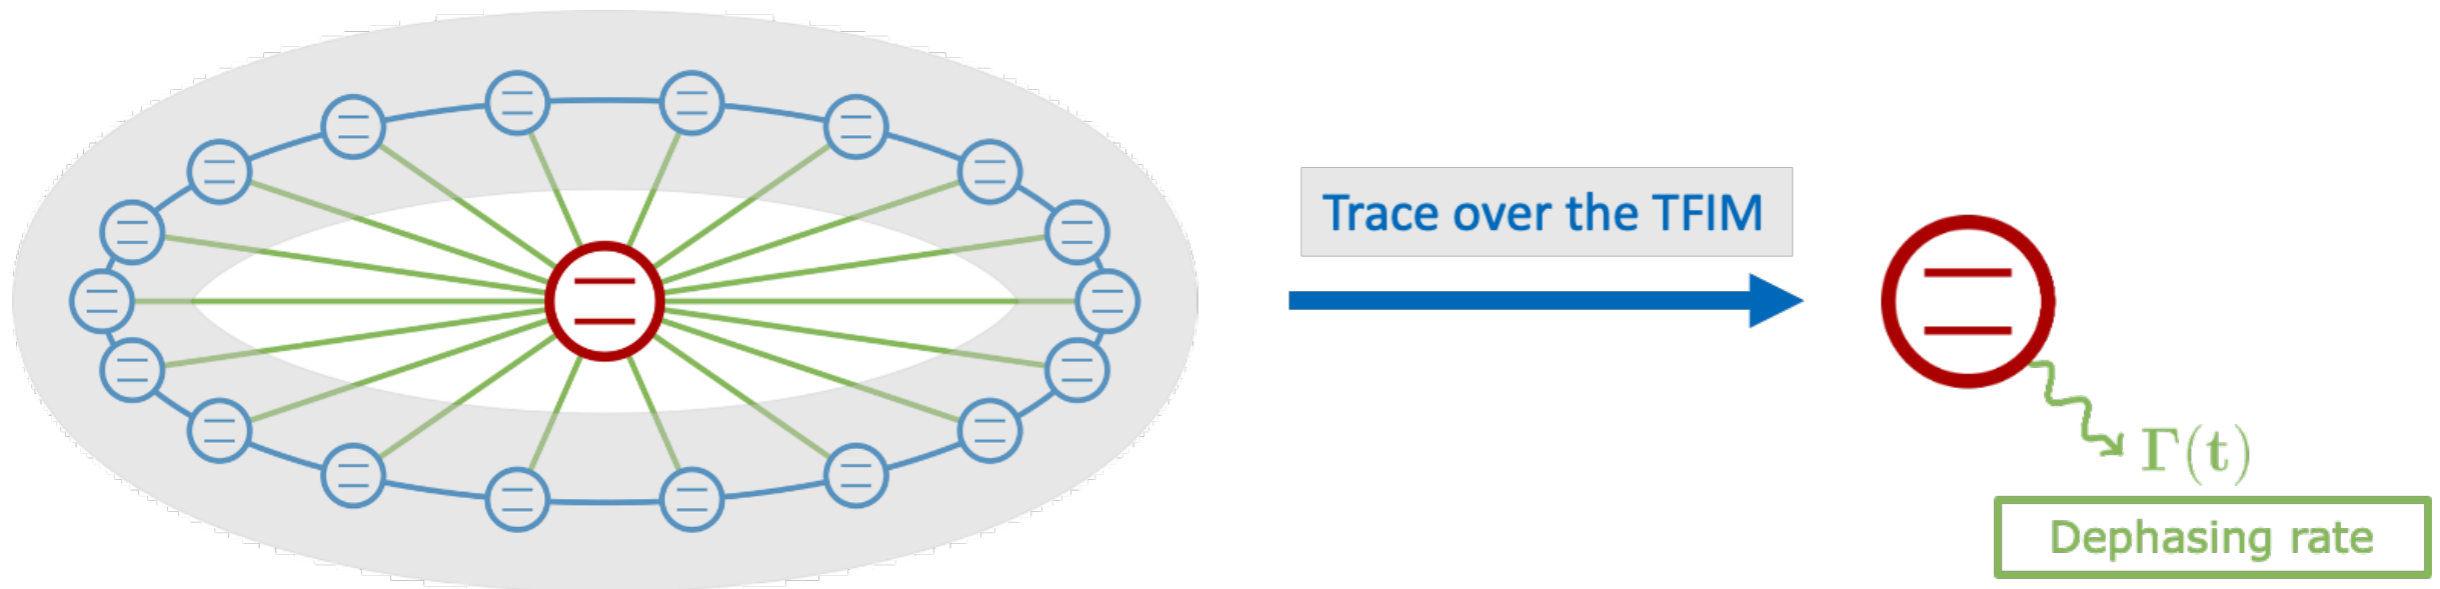 Trace over the TFIM
Γ(t)
Dephasing rate